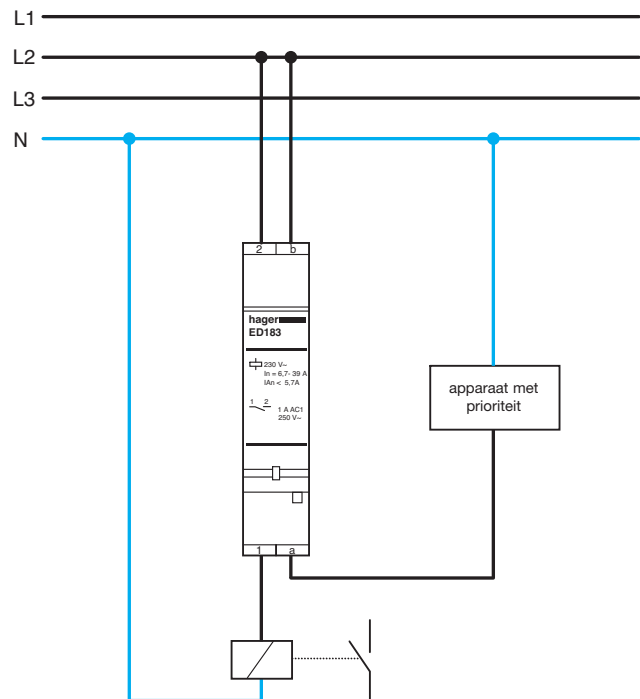 L1
L2
L3
N
2 b
hager
ED183
230 V~
In = 6,7- 39 A
IAn < 5,7A
1 2
1 A AC1
250 V~
apparaat met
prioriteit
1 a